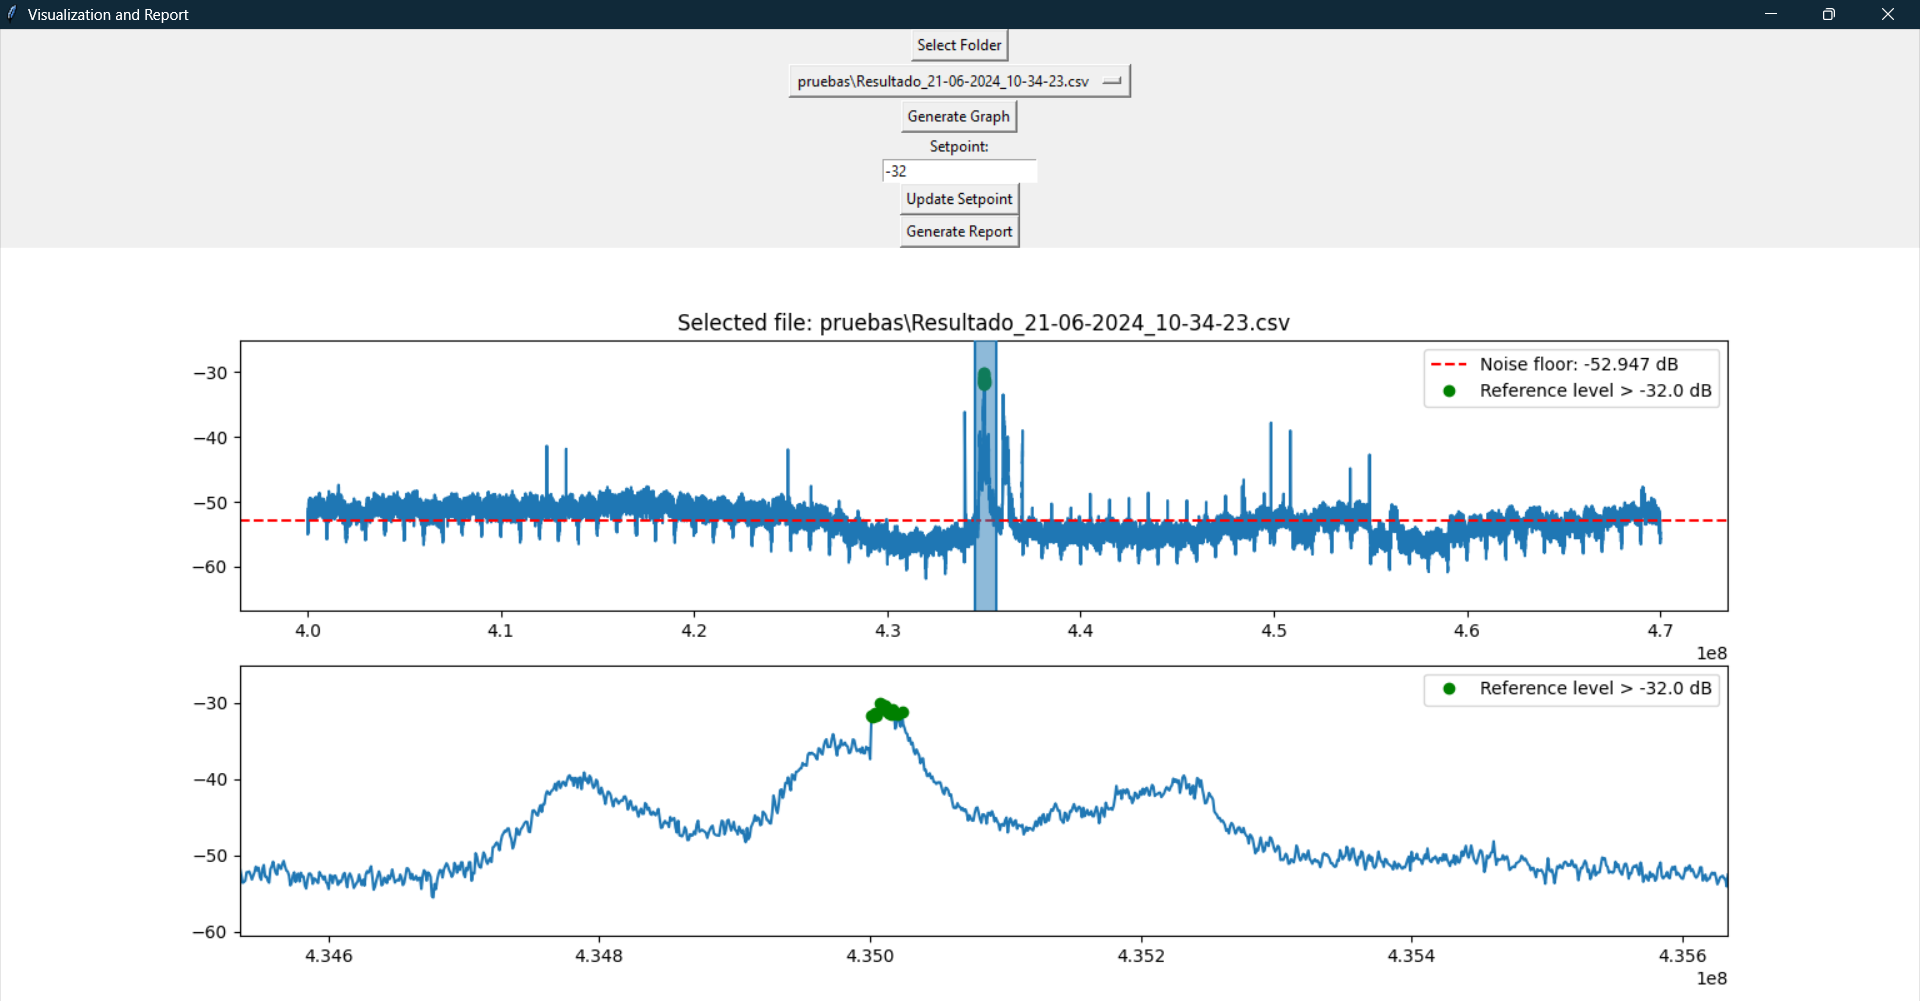 Visualization and Report
Select Folder
pruebas\Resultado_21-06-2024_10-34-23.csv
Generate Graph
Setpoint:
-32
Update Setpoint
Generate Report
Selected file: pruebas\Resultado_21-06-2024_10-34-23.csv
Noise floor: -52.947 dB
Reference level > -32.0 dB
−30
−40
−50
−60
4.0 4.1 4.2 4.3 4.4 4.5 4.6 4.7
1e8
Reference level > -32.0 dB
−30
−40
−50
−60
4.346 4.348 4.350 4.352 4.354 4.356
1e8